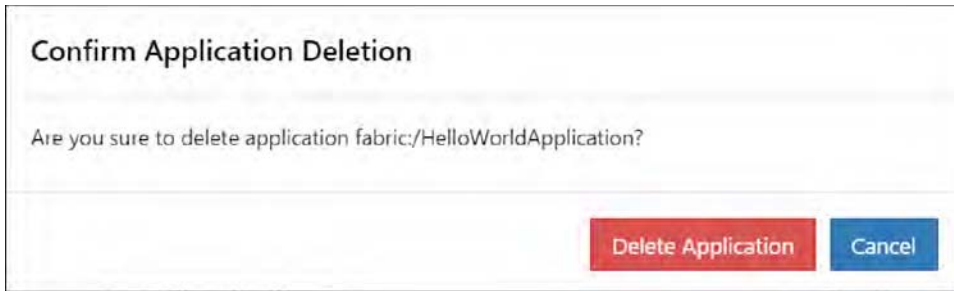 Confirm Application Deletion
Are you sure to delete application fabric:/HelloWorldApplication?
Delete Application Cancel